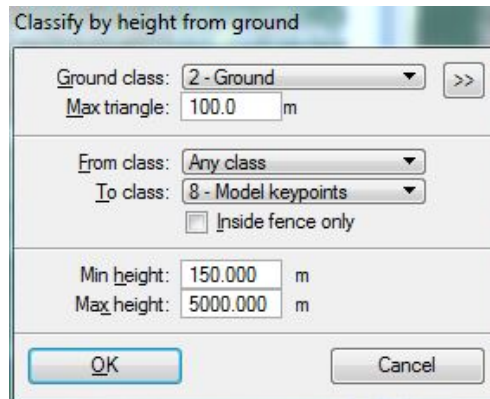 Classify by height from ground
Ground class: 2 - Ground >>
Max triangle: 100.0 m
From class: Any class
To class: 8 - Model keypoints
Inside fence only
Min height: 150.000 m
Max height: 5000.000 m
OK Cancel